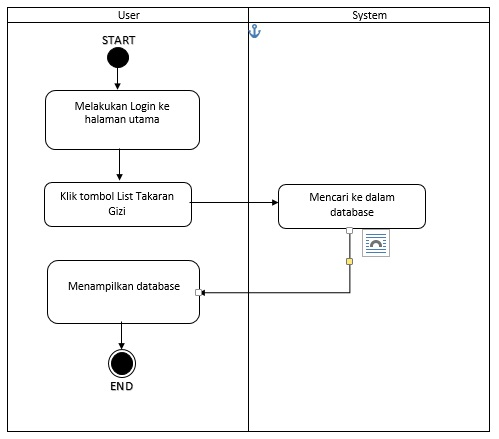 User
System
START
Melakukan Login ke
halaman utama
Klik tombol List Takaran
Gizi
Mencari ke dalam
database
Menampilkan database
END